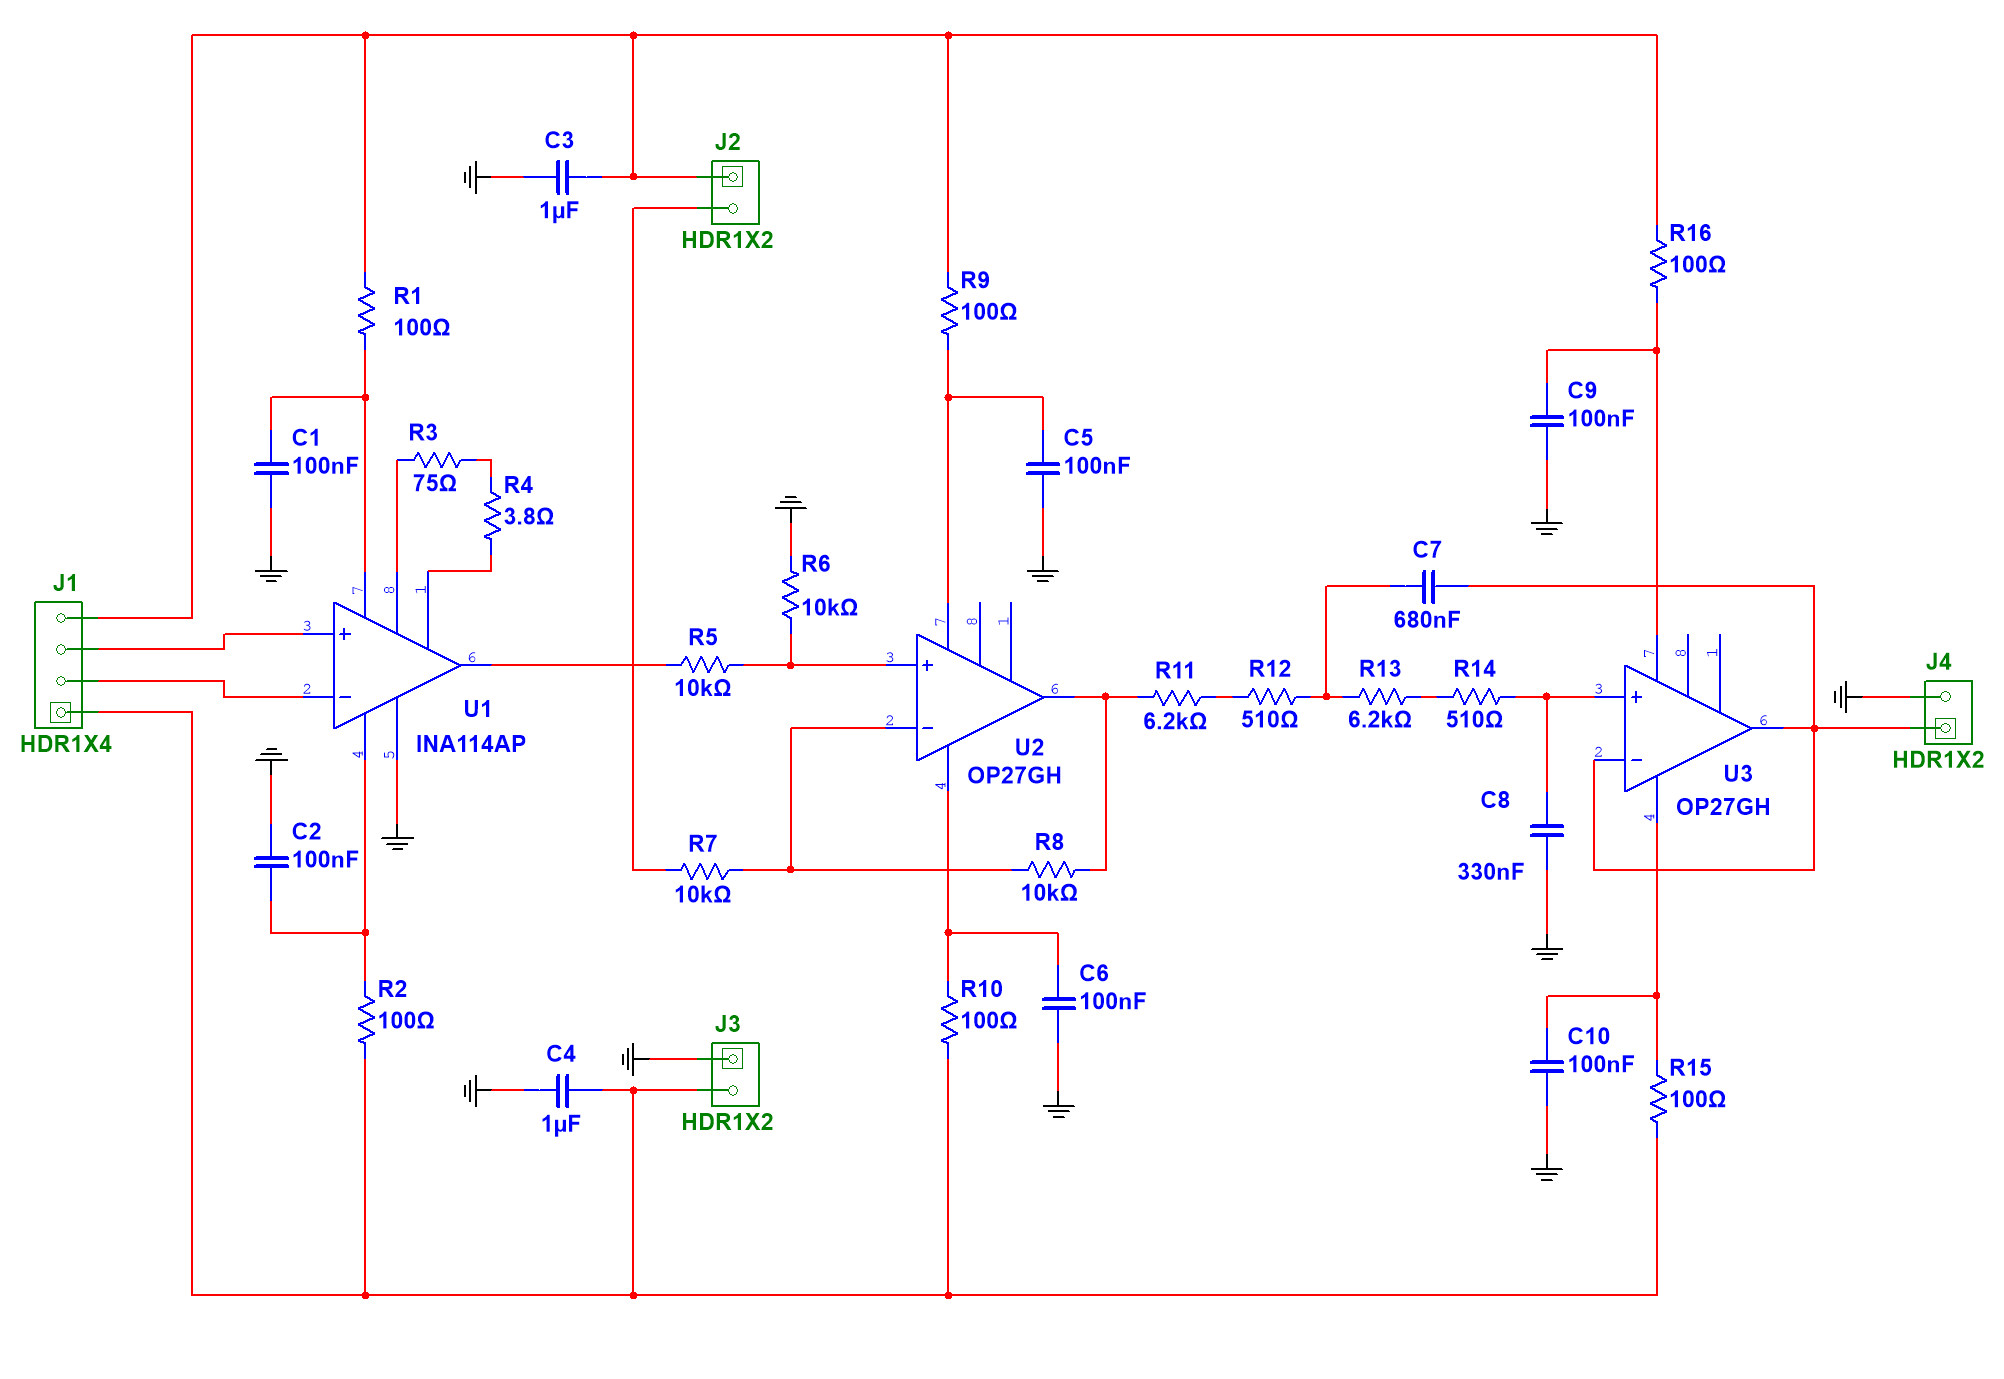 C3
1µF
J2
HDR1X2
R1
100Ω
R9
100Ω
R16
100Ω
C1
100nF
R3
75Ω
R4
3.8Ω
C5
100nF
C9
100nF
J1
HDR1X4
7
8
1
3
2
6
4
5
+
−
U1
INA114AP
R5
10kΩ
R6
10kΩ
7
8
1
3
2
6
4
+
−
U2
OP27GH
C7
680nF
R11
6.2kΩ
R12
510Ω
R13
6.2kΩ
R14
510Ω
7
8
1
3
2
6
4
+
−
U3
OP27GH
J4
HDR1X2
C2
100nF
R7
10kΩ
R8
10kΩ
C8
330nF
R2
100Ω
R10
100Ω
C6
100nF
C4
1µF
J3
HDR1X2
C10
100nF
R15
100Ω